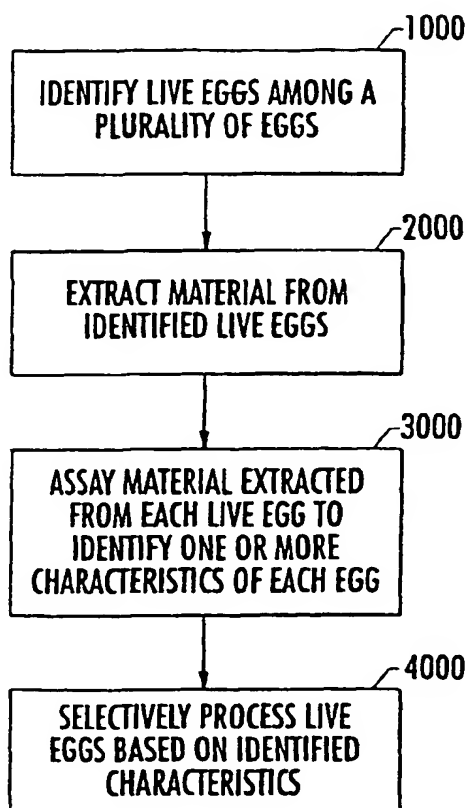 1000
IDENTIFY LIVE EGGS AMONG A
PLURALITY OF EGGS
2000
EXTRACT MATERIAL FROM
IDENTIFIED LIVE EGGS
3000
ASSAY MATERIAL EXTRACTED
FROM EACH LIVE EGG TO
IDENTIFY ONE OR MORE
CHARACTERISTICS OF EACH EGG
4000
SELECTIVELY PROCESS LIVE
EGGS BASED ON IDENTIFIED
CHARACTERISTICS